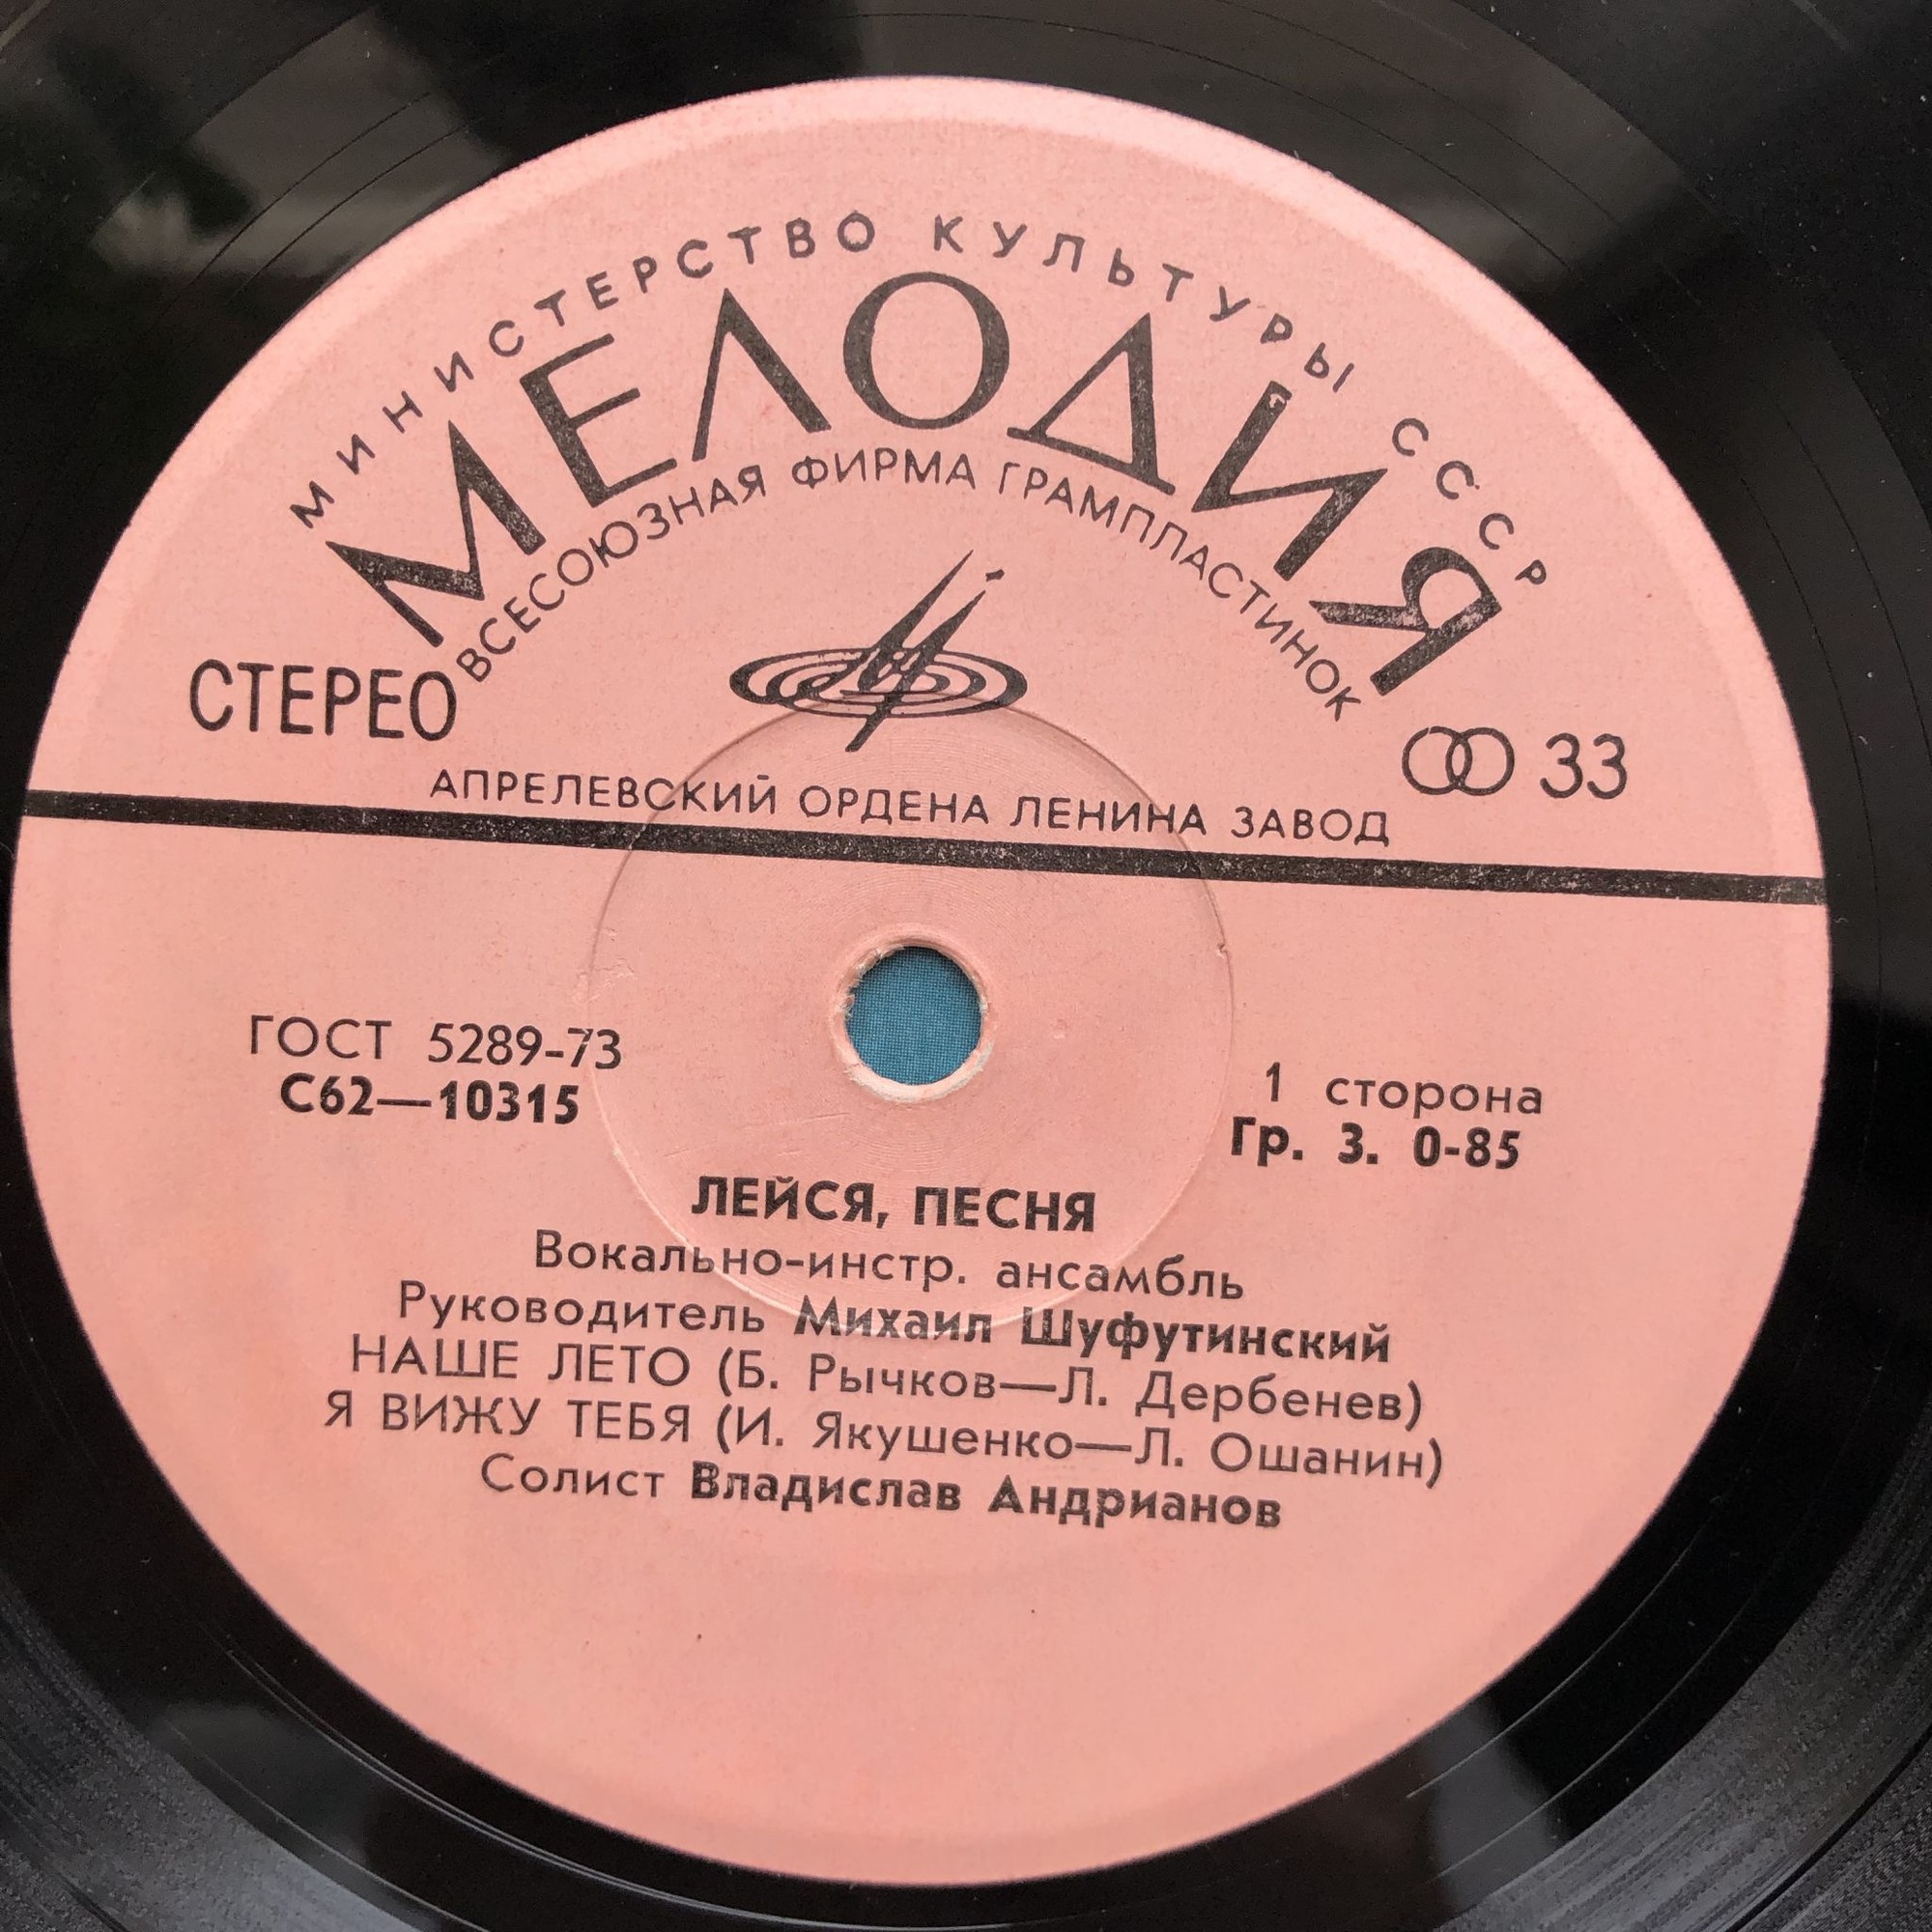 МИНИСТЕРСТВО КУЛЬТУРЫ СССР
МЕЛОДИЯ
ВСЕСОЮЗНАЯ ФИРМА ГРАМПЛАСТИНОК
СТЕРЕО
33
АПРЕЛЕВСКИЙ ОРДЕНА ЛЕНИНА ЗАВОД
ГОСТ 5289-73
С62—10315
1 сторона
Гр. 3. 0-85
ЛЕЙСЯ, ПЕСНЯ
Вокально-инстр. ансамбль
Руководитель Михаил Шуфутинский
НАШЕ ЛЕТО (Б. Рычков—Л. Дербенев)
Я ВИЖУ ТЕБЯ (И. Якушенко—Л. Ошанин)
Солист Владислав Андрианов